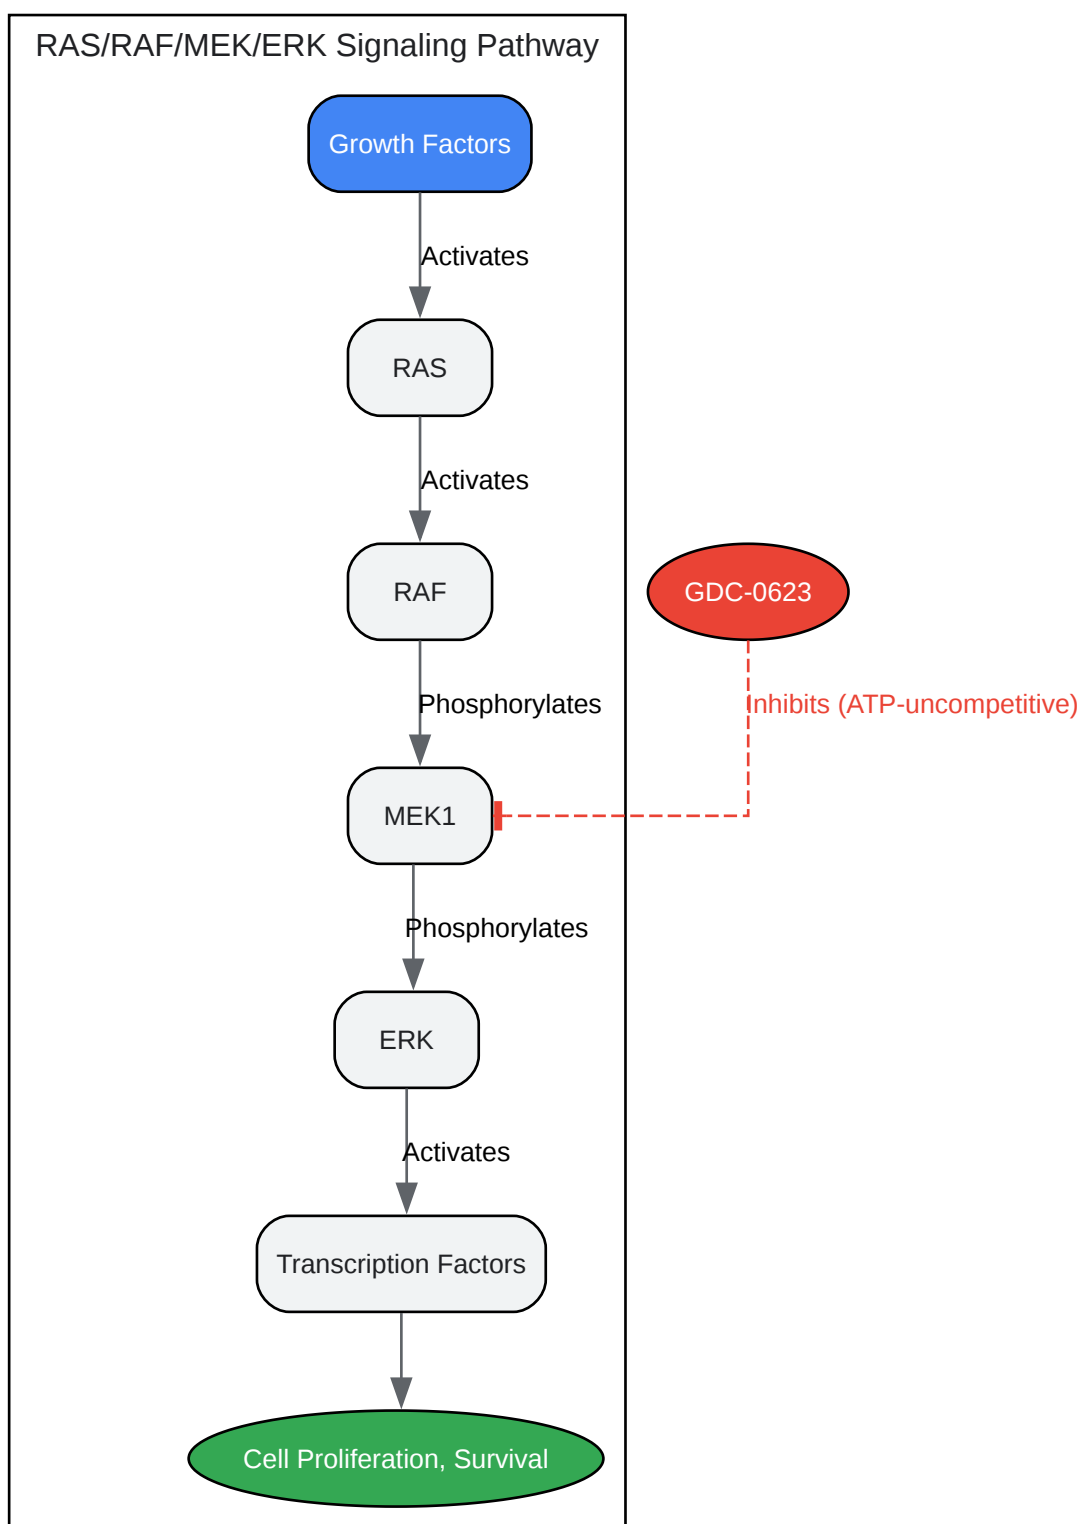 RAS/RAF/MEK/ERK Signaling Pathway
Growth Factors
Activates
RAS
Activates
RAF
GDC-0623
Phosphorylates
Inhibits (ATP-uncompetitive)
MEK1
Phosphorylates
ERK
Activates
Transcription Factors
Cell Proliferation, Survival